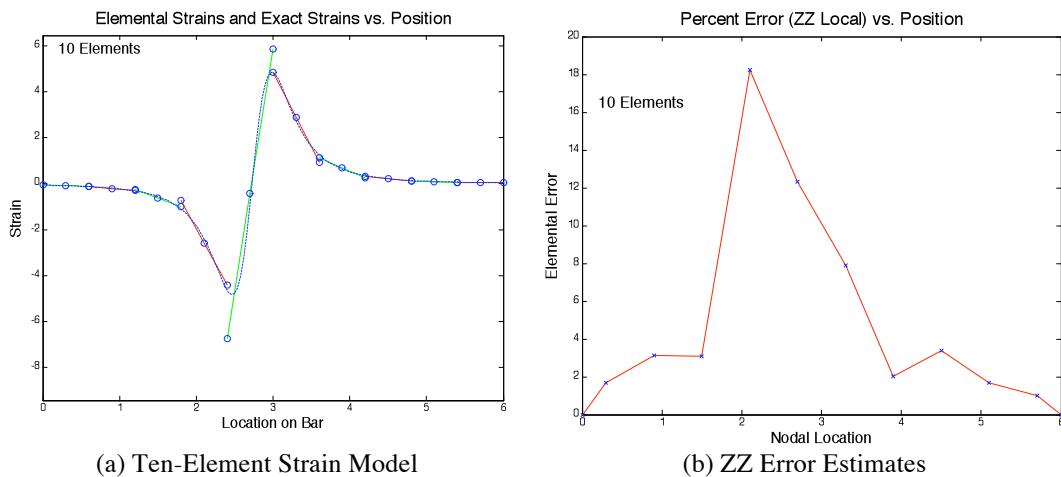 Elemental Strains and Exact Strains vs. Position
10 Elements
6
4
2
0
-2
-4
-6
-8
Strain
0 1 2 3 4 5 6
Location on Bar
(a) Ten-Element Strain Model
Percent Error (ZZ Local) vs. Position
10 Elements
20
18
16
14
12
10
8
6
4
2
0
Elemental Error
0 1 2 3 4 5 6
Nodal Location
(b) ZZ Error Estimates